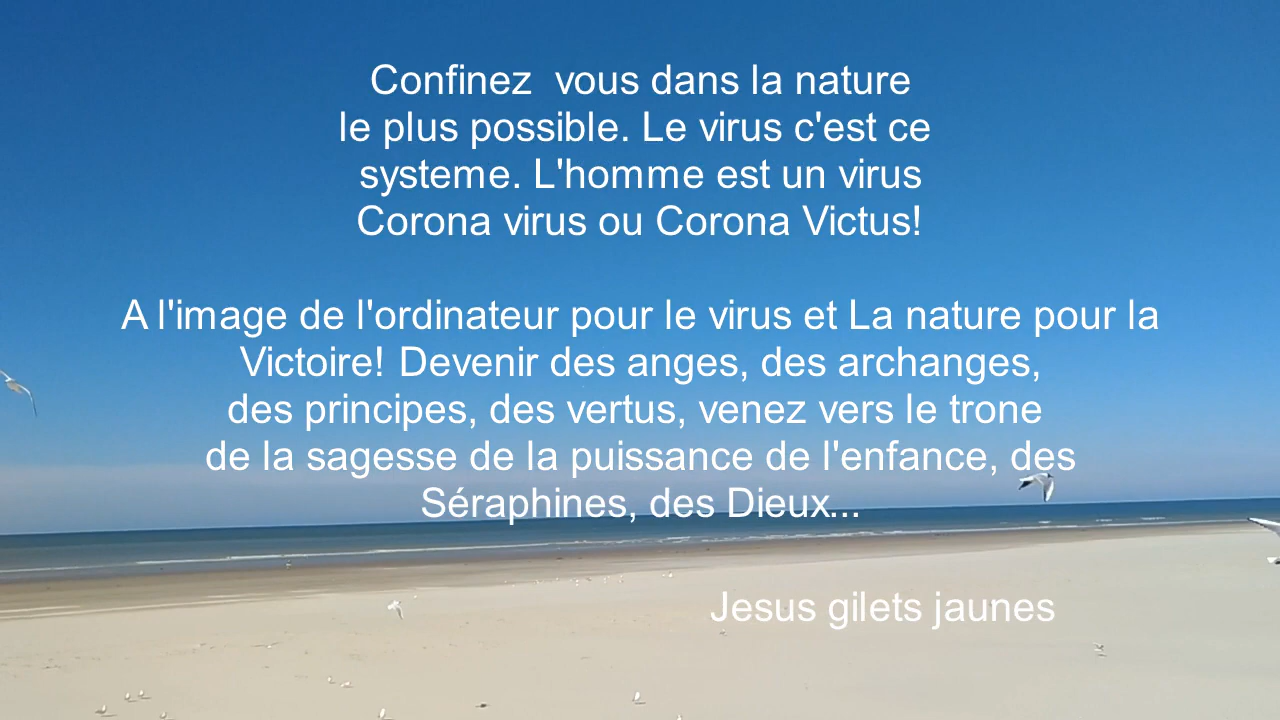 Confinez  vous dans la nature
le plus possible. Le virus c'est ce
systeme. L'homme est un virus
Corona virus ou Corona Victus!
A l'image de l'ordinateur pour le virus et La nature pour la
Victoire! Devenir des anges, des archanges,
des principes, des vertus, venez vers le trone
de la sagesse de la puissance de l'enfance, des
Séraphines, des Dieux...
Jesus gilets jaunes